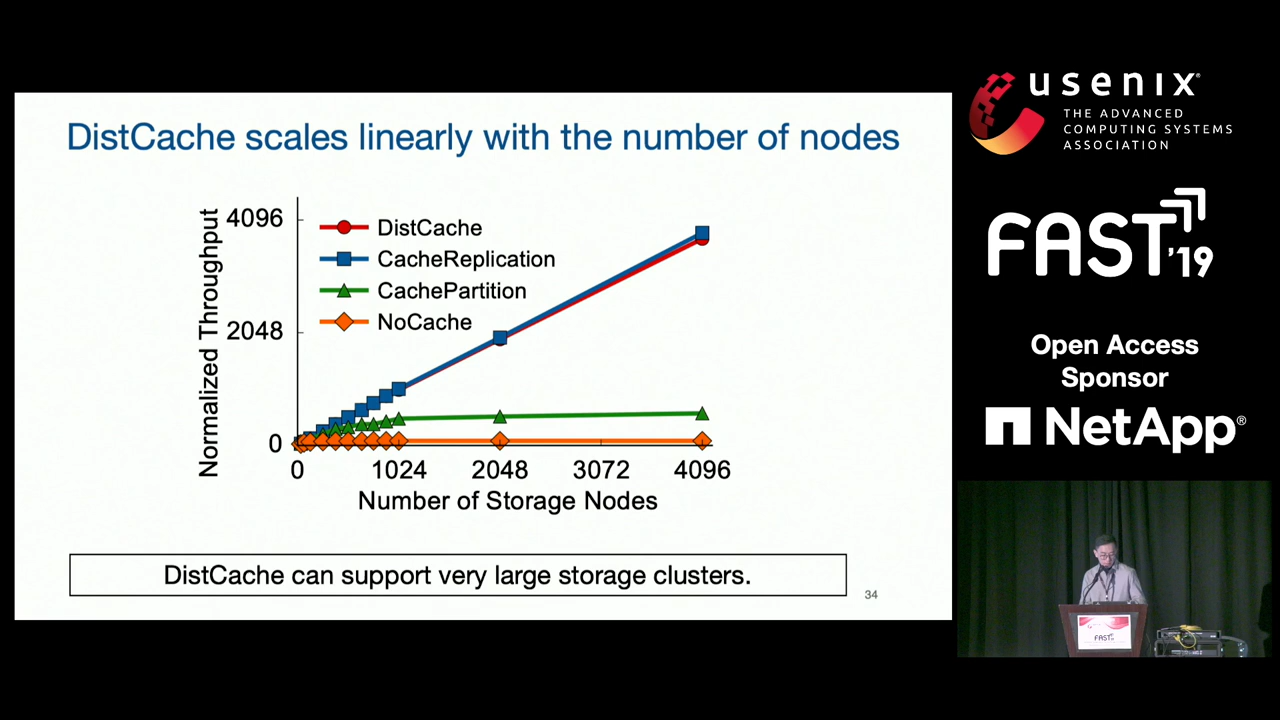 DistCache scales linearly with the number of nodes
Normalized Throughput
4096
2048
0
DistCache
CacheReplication
CachePartition
NoCache
0 1024 2048 3072 4096
Number of Storage Nodes
DistCache can support very large storage clusters.
34
usenix®
THE ADVANCED
COMPUTING SYSTEMS
ASSOCIATION
FAST '19
Open Access
Sponsor
NetApp®
FAST